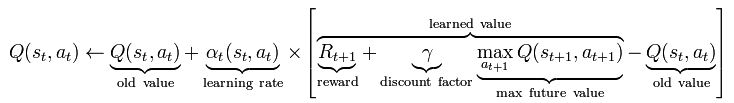 learned value
Q(s_t, a_t) ← Q(s_t, a_t) + α_t(s_t, a_t) × [ R_{t+1} + γ max_{a_{t+1}} Q(s_{t+1}, a_{t+1}) − Q(s_t, a_t) ]
old value learning rate reward discount factor max future value old value